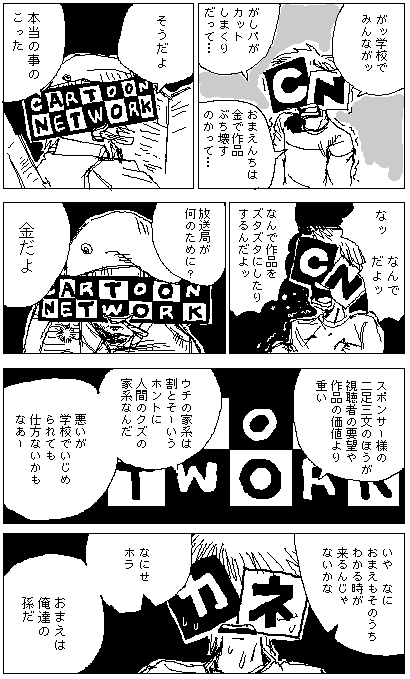 がッ学校で
みんながッ
がしバが
カット
しまくり
だって…
CN
おまえんちは
金で作品
ぶち壊す
のかって…
そうだよ
本当の事の
こった
CARTOON
NETWORK
なッ
なんで
だよッ
なんで作品を
ズタズタにしたり
するんだよッ
CN
放送局が
何のために?
金だよ
CARTOON
NETWORK
スポンサー様の
二足三文のほうが
視聴者の要望や
作品の価値より
重い
ウチの家系は
割とそーいう
ホントに
人間のクズの
家系なんだ
悪いが
学校でいじめ
られても
仕方ないかも
なあー
O
TWORK
いや なに
おまえもそのうち
わかる時が
来るんじゃ
ないかな
カネ
なにせ
ホラ
おまえは
俺達の
孫だ